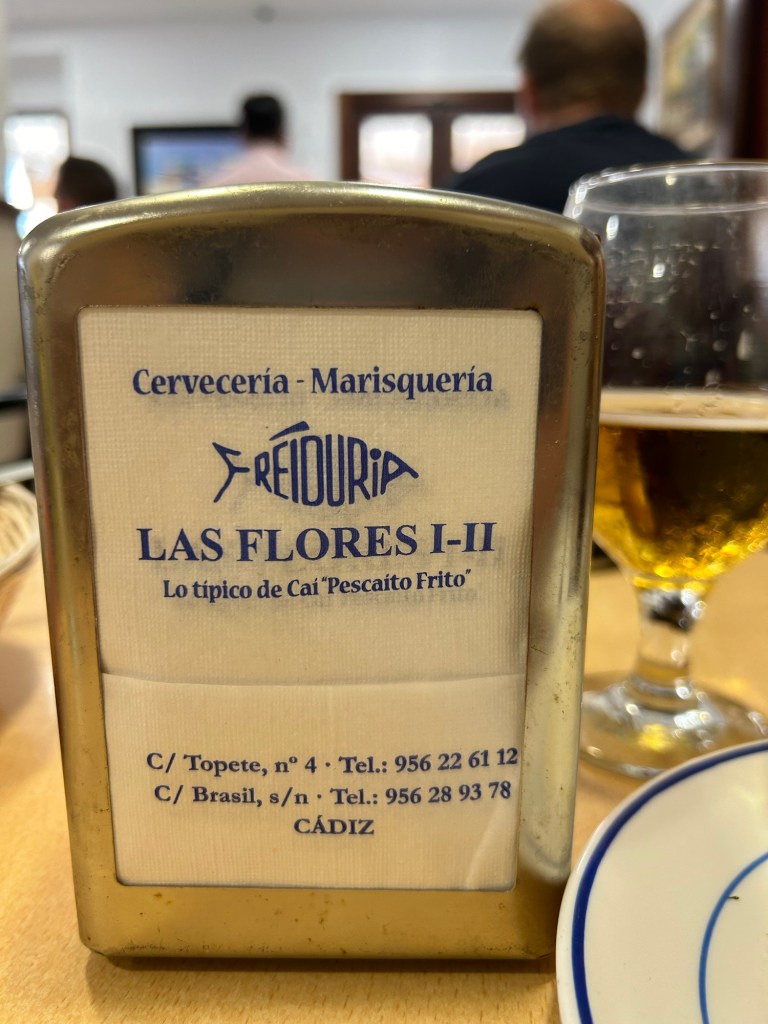 Cervecería - Marisquería
FREIDURIA
LAS FLORES I-II
Lo típico de Caí "Pescaíto Frito"
C/ Topete, nº 4 · Tel.: 956 22 61 12
C/ Brasil, s/n · Tel.: 956 28 93 78
CÁDIZ